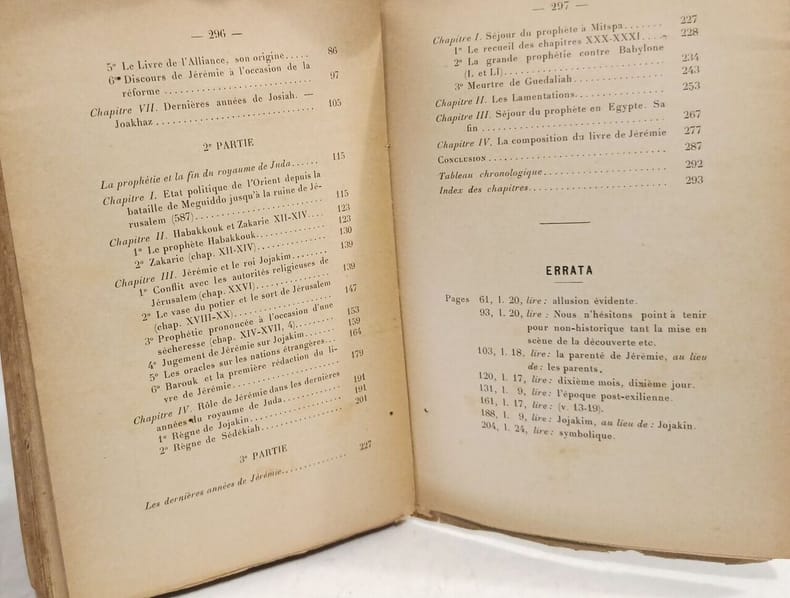 — 296 —
5° Le Livre de l'Alliance, son origine..... 86
6° Discours de Jérémie à l'occasion de la
réforme ............................ 97
Chapitre VII. Dernières années de Josiah. —
Joakhaz ............................ 105
2e PARTIE
La prophétie et la fin du royaume de Juda...... 115
Chapitre I. Etat politique de l'Orient depuis la
bataille de Meguiddo jusqu'à la ruine de Jé-
rusalem (587)........................ 115
Chapitre II. Habakkouk et Zakarie XII-XIV.... 123
1° Le prophète Habakkouk.............. 123
2° Zakarie (chap. XII-XIV)............. 130
Chapitre III. Jérémie et le roi Jojakim........ 139
1° Conflit avec les autorités religieuses de
Jérusalem (chap. XXVI)............... 139
2° Le vase du potier et le sort de Jérusalem
(chap. XVIII-XX).................... 147
3° Prophétie prononcée à l'occasion d'une
sécheresse (chap. XIV-XVII, 4)........ 153
4° Jugement de Jérémie sur Jojakim...... 159
5° Les oracles sur les nations étrangères... 164
6° Barouk et la première rédaction du li-
vre de Jérémie...................... 179
Chapitre IV. Rôle de Jérémie dans les dernières
années du royaume de Juda............ 191
1° Règne de Jojakin.................... 191
2° Règne de Sédékiah................... 201
3e PARTIE
Les dernières années de Jérémie............... 227
— 297 —
Chapitre I. Séjour du prophète à Mitspa....... 227
1° Le recueil des chapitres XXX-XXXI.... 228
2° La grande prophétie contre Babylone
(L et LI)............................ 234
3° Meurtre de Guedaliah................ 243
Chapitre II. Les Lamentations................. 253
Chapitre III. Séjour du prophète en Egypte. Sa
fin ................................. 267
Chapitre IV. La composition du livre de Jérémie 277
Conclusion ................................ 287
Tableau chronologique...................... 292
Index des chapitres......................... 293
ERRATA
Pages 61, l. 20, lire : allusion évidente.
93, l. 20, lire : Nous n'hésitons point à tenir
pour non-historique tant la mise en
scène de la découverte etc.
103, l. 18, lire : la parenté de Jérémie, au lieu
de : les parents.
120, l. 17, lire : dixième mois, dixième jour.
131, l. 9, lire : l'époque post-exilienne.
161, l. 17, lire : (v. 13-19).
188, l. 9, lire : Jojakim, au lieu de : Jojakin.
204, l. 24, lire : symbolique.